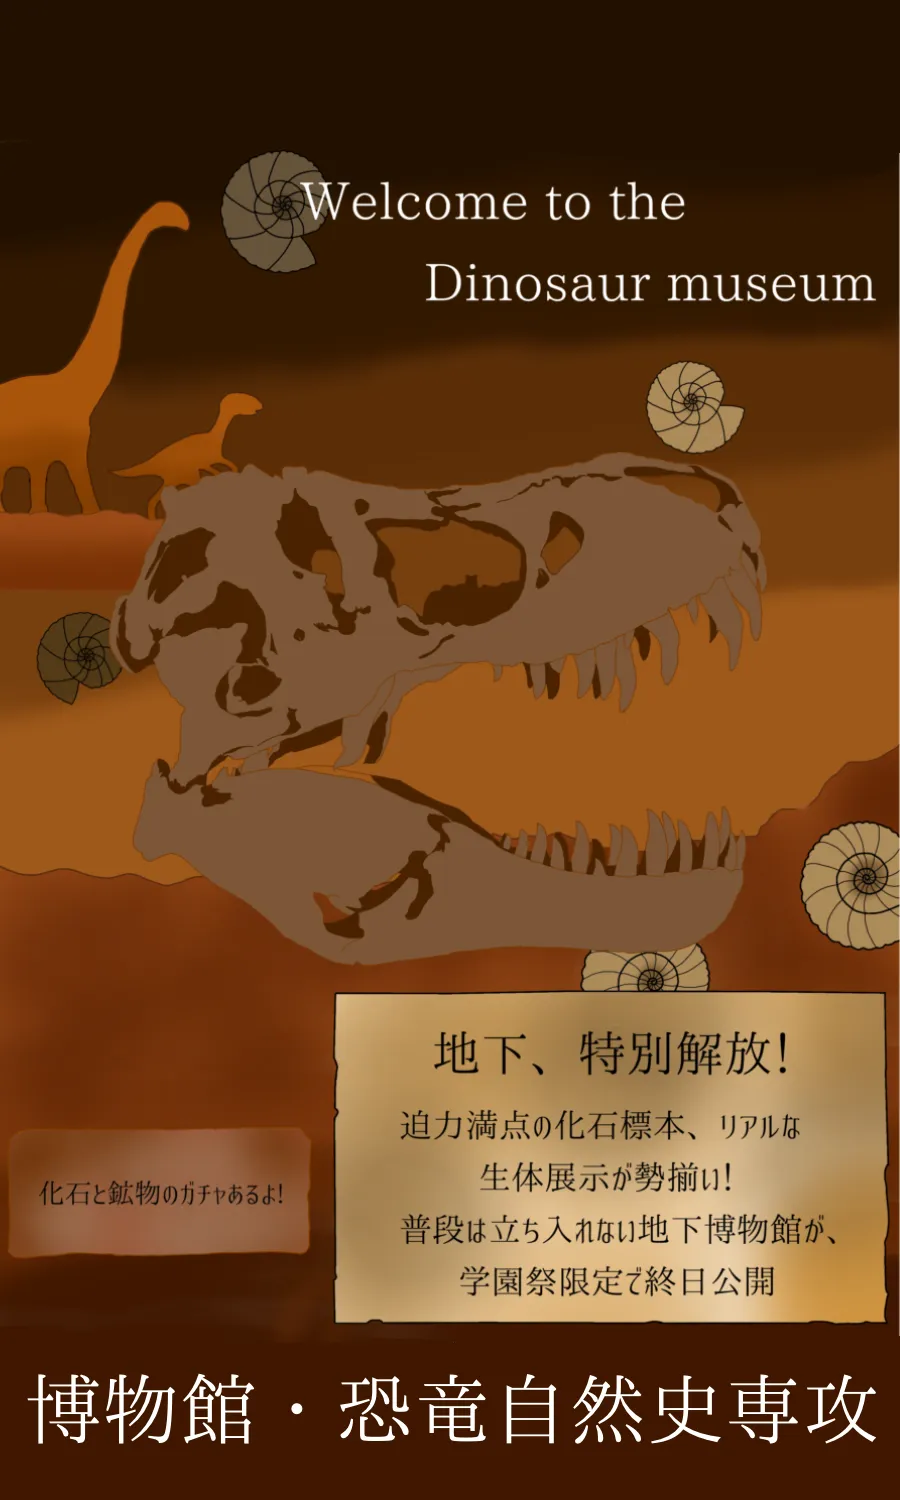 Welcome to the
Dinosaur museum
地下、特別解放!
迫力満点の化石標本、リアルな
生体展示が勢揃い!
普段は立ち入れない地下博物館が、
学園祭限定で終日公開
化石と鉱物のガチャあるよ!
博物館・恐竜自然史専攻